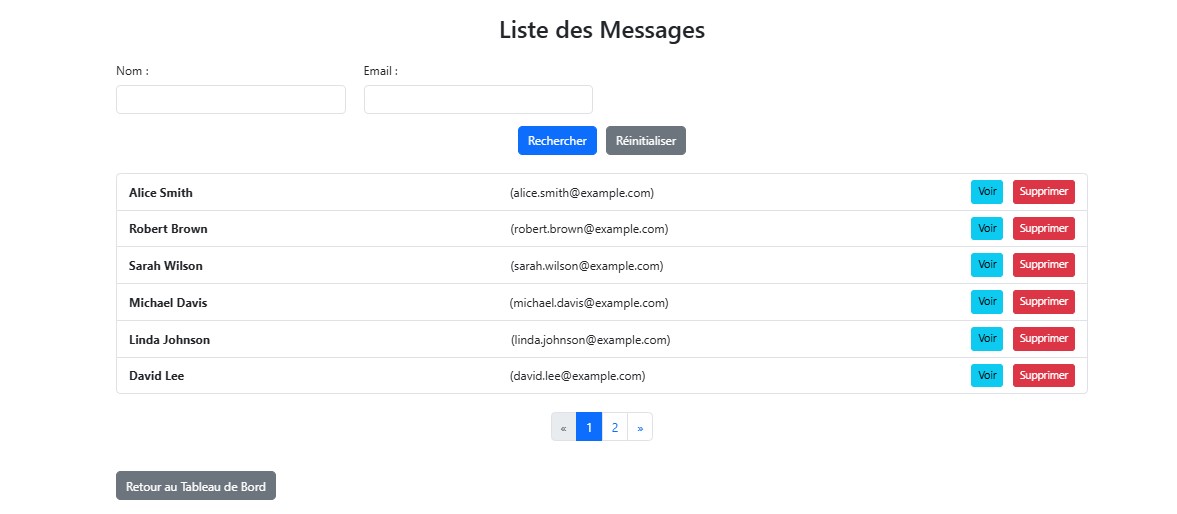 Liste des Messages
Nom : Email :
Rechercher Réinitialiser
Alice Smith (alice.smith@example.com) Voir Supprimer
Robert Brown (robert.brown@example.com) Voir Supprimer
Sarah Wilson (sarah.wilson@example.com) Voir Supprimer
Michael Davis (michael.davis@example.com) Voir Supprimer
Linda Johnson (linda.johnson@example.com) Voir Supprimer
David Lee (david.lee@example.com) Voir Supprimer
« 1 2 »
Retour au Tableau de Bord